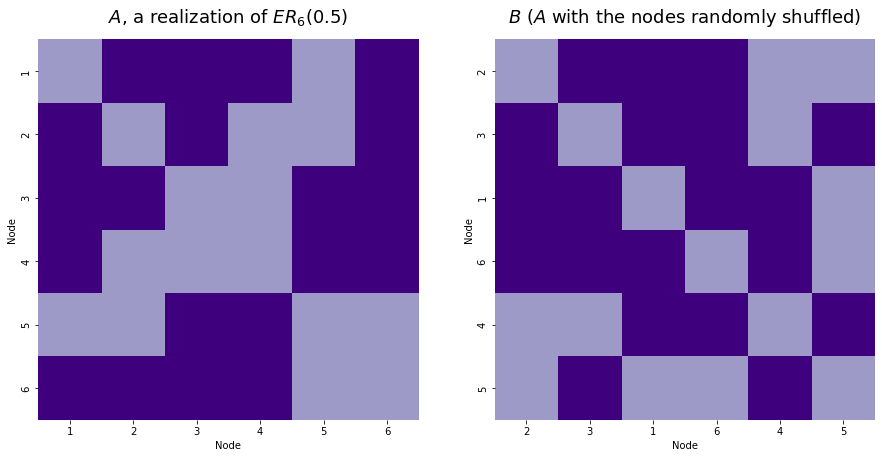 A, a realization of ER₆(0.5)
B (A with the nodes randomly shuffled)
Node
1
2
3
4
5
6
1 2 3 4 5 6
Node
Node
2
3
1
6
4
5
2 3 1 6 4 5
Node